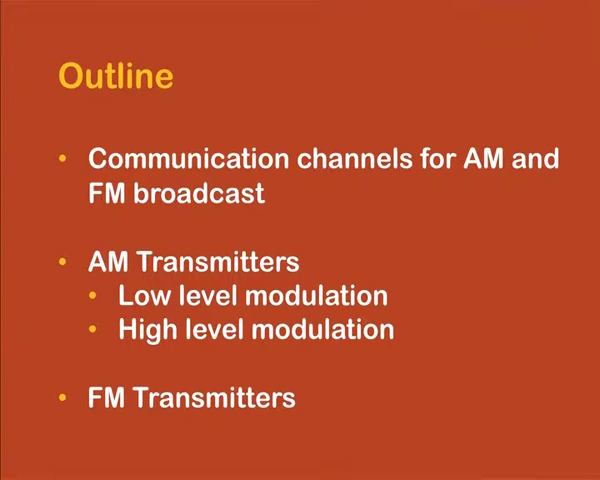 Outline
• Communication channels for AM and
FM broadcast
• AM Transmitters
• Low level modulation
• High level modulation
• FM Transmitters